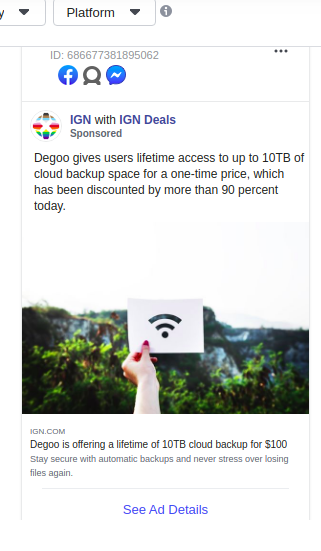 y Platform
ID: 686677381895062
IGN with IGN Deals
Sponsored
Degoo gives users lifetime access to up to 10TB of
cloud backup space for a one-time price, which
has been discounted by more than 90 percent
today.
IGN.COM
Degoo is offering a lifetime of 10TB cloud backup for $100
Stay secure with automatic backups and never stress over losing
files again.
See Ad Details